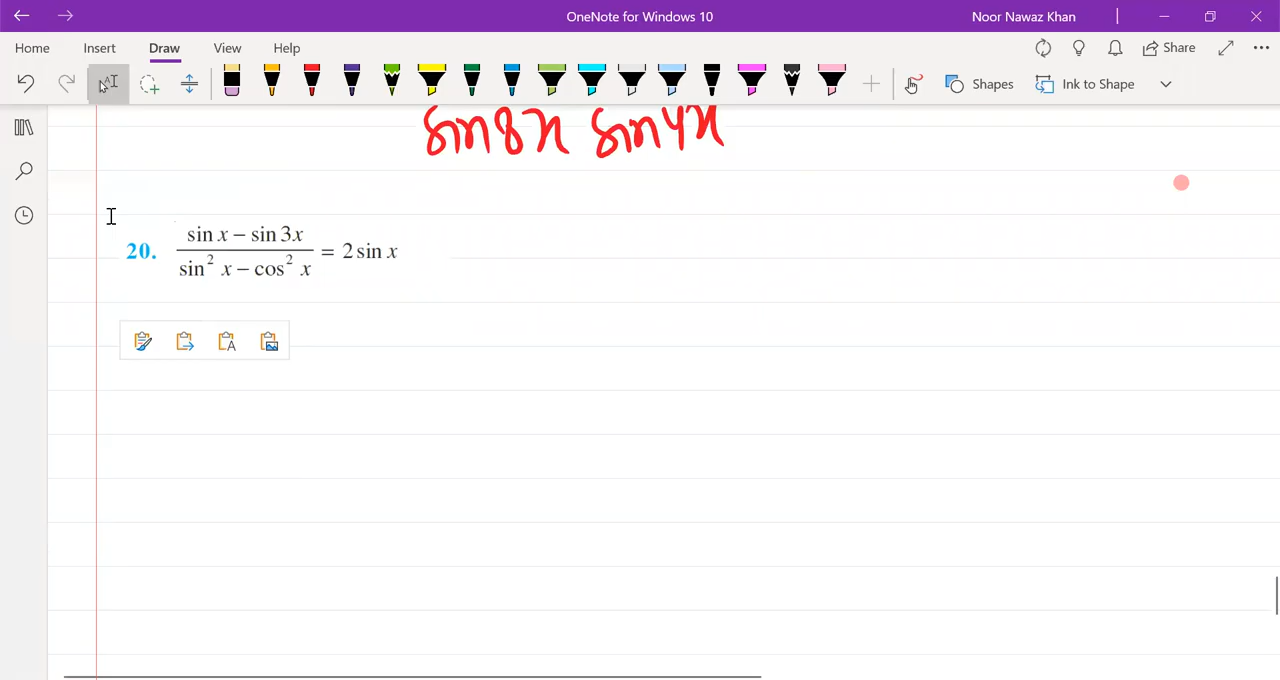 OneNote for Windows 10
Noor Nawaz Khan
Home Insert Draw View Help Share
Shapes Ink to Shape
sin8x sin4x
20. sin x − sin 3x / sin² x − cos² x = 2 sin x